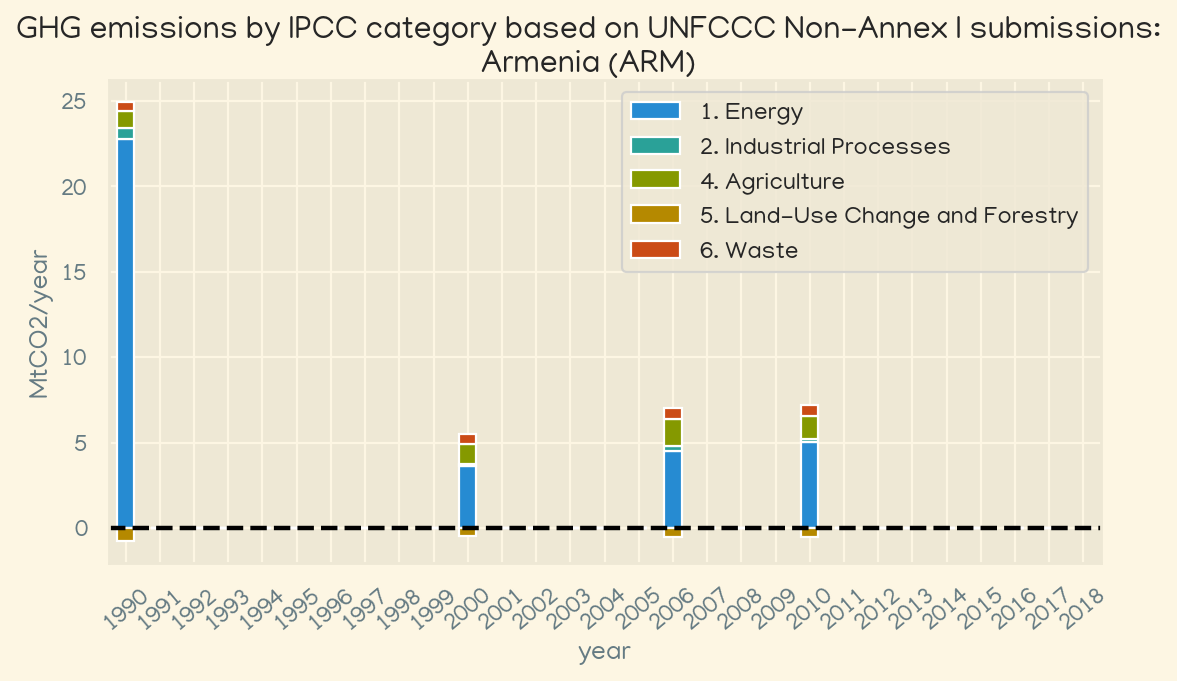 GHG emissions by IPCC category based on UNFCCC Non-Annex I submissions:
Armenia (ARM)
25
20
15
10
5
0
MtCO2/year
1. Energy
2. Industrial Processes
4. Agriculture
5. Land-Use Change and Forestry
6. Waste
1990 1991 1992 1993 1994 1995 1996 1997 1998 1999 2000 2001 2002 2003 2004 2005 2006 2007 2008 2009 2010 2011 2012 2013 2014 2015 2016 2017 2018
year